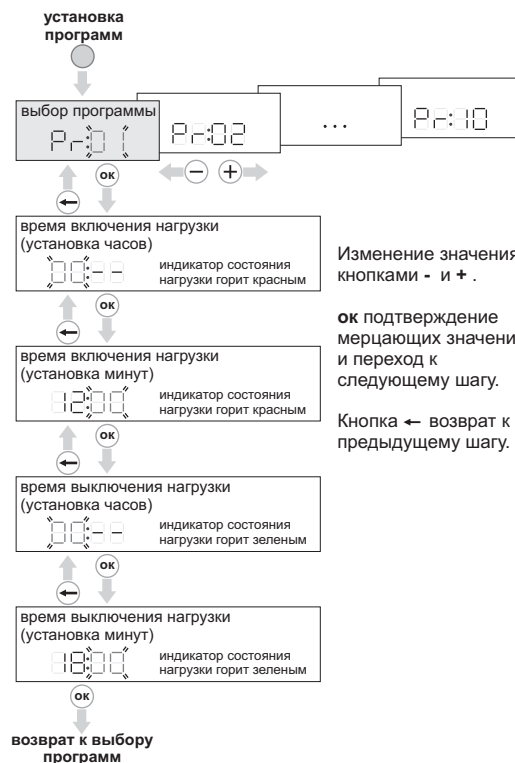 установка
программ
выбор программы
Pr:01
Pr:02
...
Pr:10
ок
− +
←
время включения нагрузки
(установка часов)
00:--
индикатор состояния
нагрузки горит красным
ок
←
время включения нагрузки
(установка минут)
12:00
индикатор состояния
нагрузки горит красным
ок
←
время выключения нагрузки
(установка часов)
00:--
индикатор состояния
нагрузки горит зеленым
ок
←
время выключения нагрузки
(установка минут)
18:00
индикатор состояния
нагрузки горит зеленым
ок
возврат к выбору
программ
Изменение значения
кнопками - и + .
ок подтверждение
мерцающих значени
и переход к
следующему шагу.
Кнопка ← возврат к
предыдущему шагу.